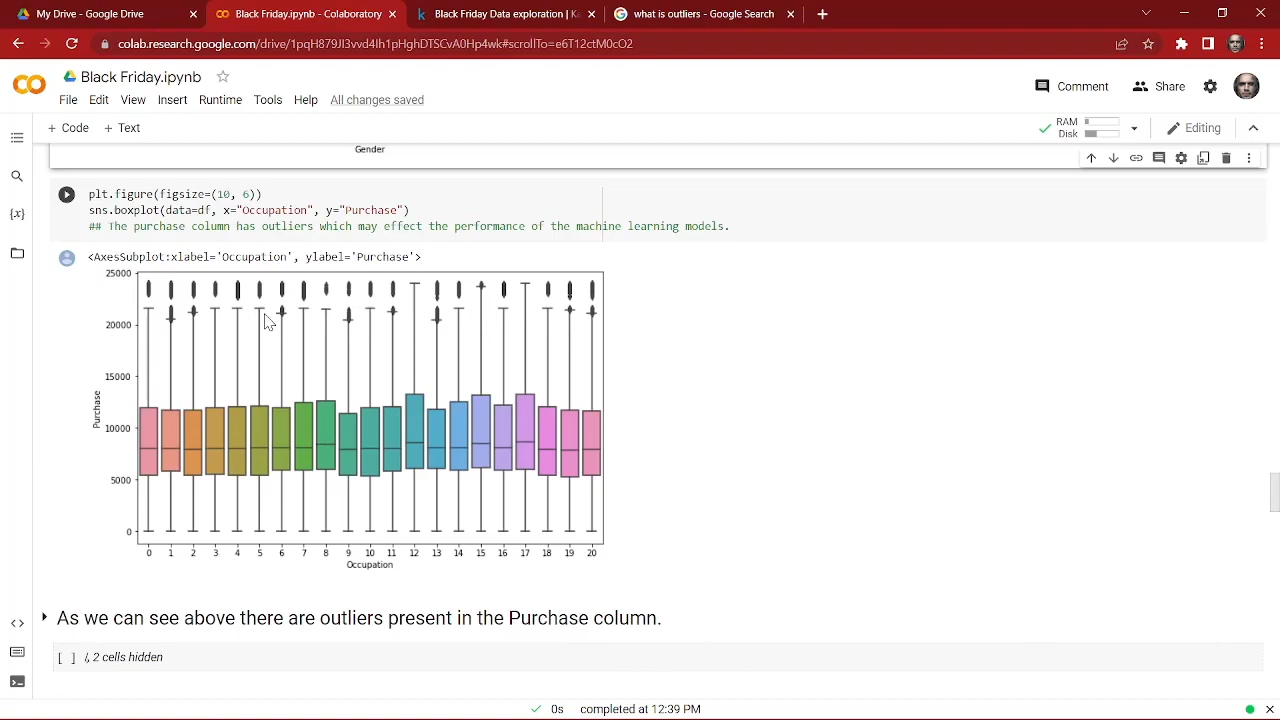 My Drive - Google Drive
Black Friday.ipynb - Colaboratory
Black Friday Data exploration | Ka
what is outliers - Google Search
colab.research.google.com/drive/1pqH879JI3vvd4Ih1pHghDTSCvA0Hp4wk#scrollTo=e6T12ctM0cO2
Black Friday.ipynb
Comment
Share
File Edit View Insert Runtime Tools Help All changes saved
+ Code + Text
RAM
Disk
Editing
Gender
plt.figure(figsize=(10, 6))
sns.boxplot(data=df, x="Occupation", y="Purchase")
## The purchase column has outliers which may effect the performance of the machine learning models.
<AxesSubplot:xlabel='Occupation', ylabel='Purchase'>
25000
20000
15000
10000
5000
0
Purchase
0 1 2 3 4 5 6 7 8 9 10 11 12 13 14 15 16 17 18 19 20
Occupation
As we can see above there are outliers present in the Purchase column.
[ ] ↳ 2 cells hidden
0s completed at 12:39 PM